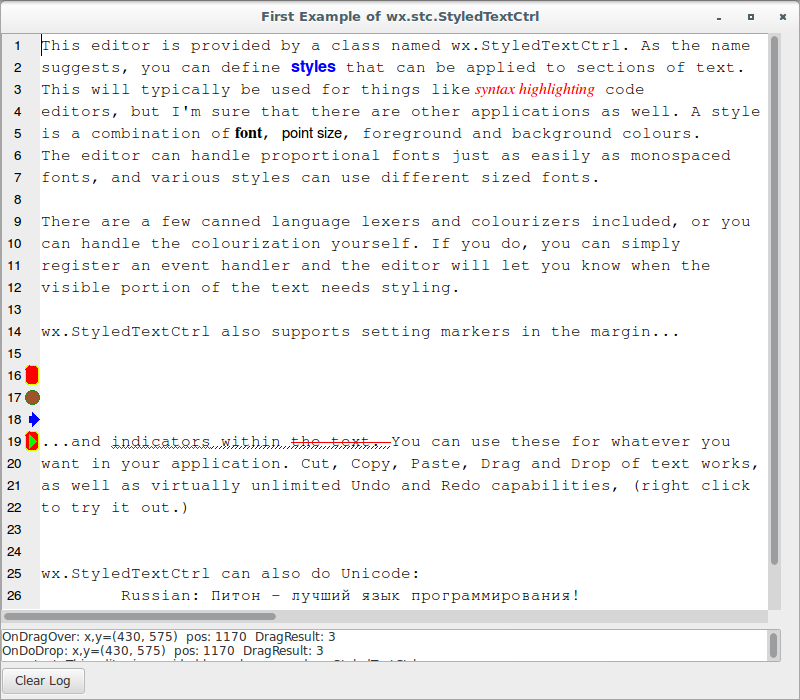 First Example of wx.stc.StyledTextCtrl
1 This editor is provided by a class named wx.StyledTextCtrl. As the name
2 suggests, you can define styles that can be applied to sections of text.
3 This will typically be used for things like syntax highlighting code
4 editors, but I'm sure that there are other applications as well. A style
5 is a combination of font, point size, foreground and background colours.
6 The editor can handle proportional fonts just as easily as monospaced
7 fonts, and various styles can use different sized fonts.
8
9 There are a few canned language lexers and colourizers included, or you
10 can handle the colourization yourself. If you do, you can simply
11 register an event handler and the editor will let you know when the
12 visible portion of the text needs styling.
13
14 wx.StyledTextCtrl also supports setting markers in the margin...
15
16
17
18
19 ...and indicators within the text. You can use these for whatever you
20 want in your application. Cut, Copy, Paste, Drag and Drop of text works,
21 as well as virtually unlimited Undo and Redo capabilities, (right click
22 to try it out.)
23
24
25 wx.StyledTextCtrl can also do Unicode:
26 Russian: Питон - лучший язык программирования!
OnDragOver: x,y=(430, 575) pos: 1170 DragResult: 3
OnDoDrop: x,y=(430, 575) pos: 1170 DragResult: 3
Clear Log